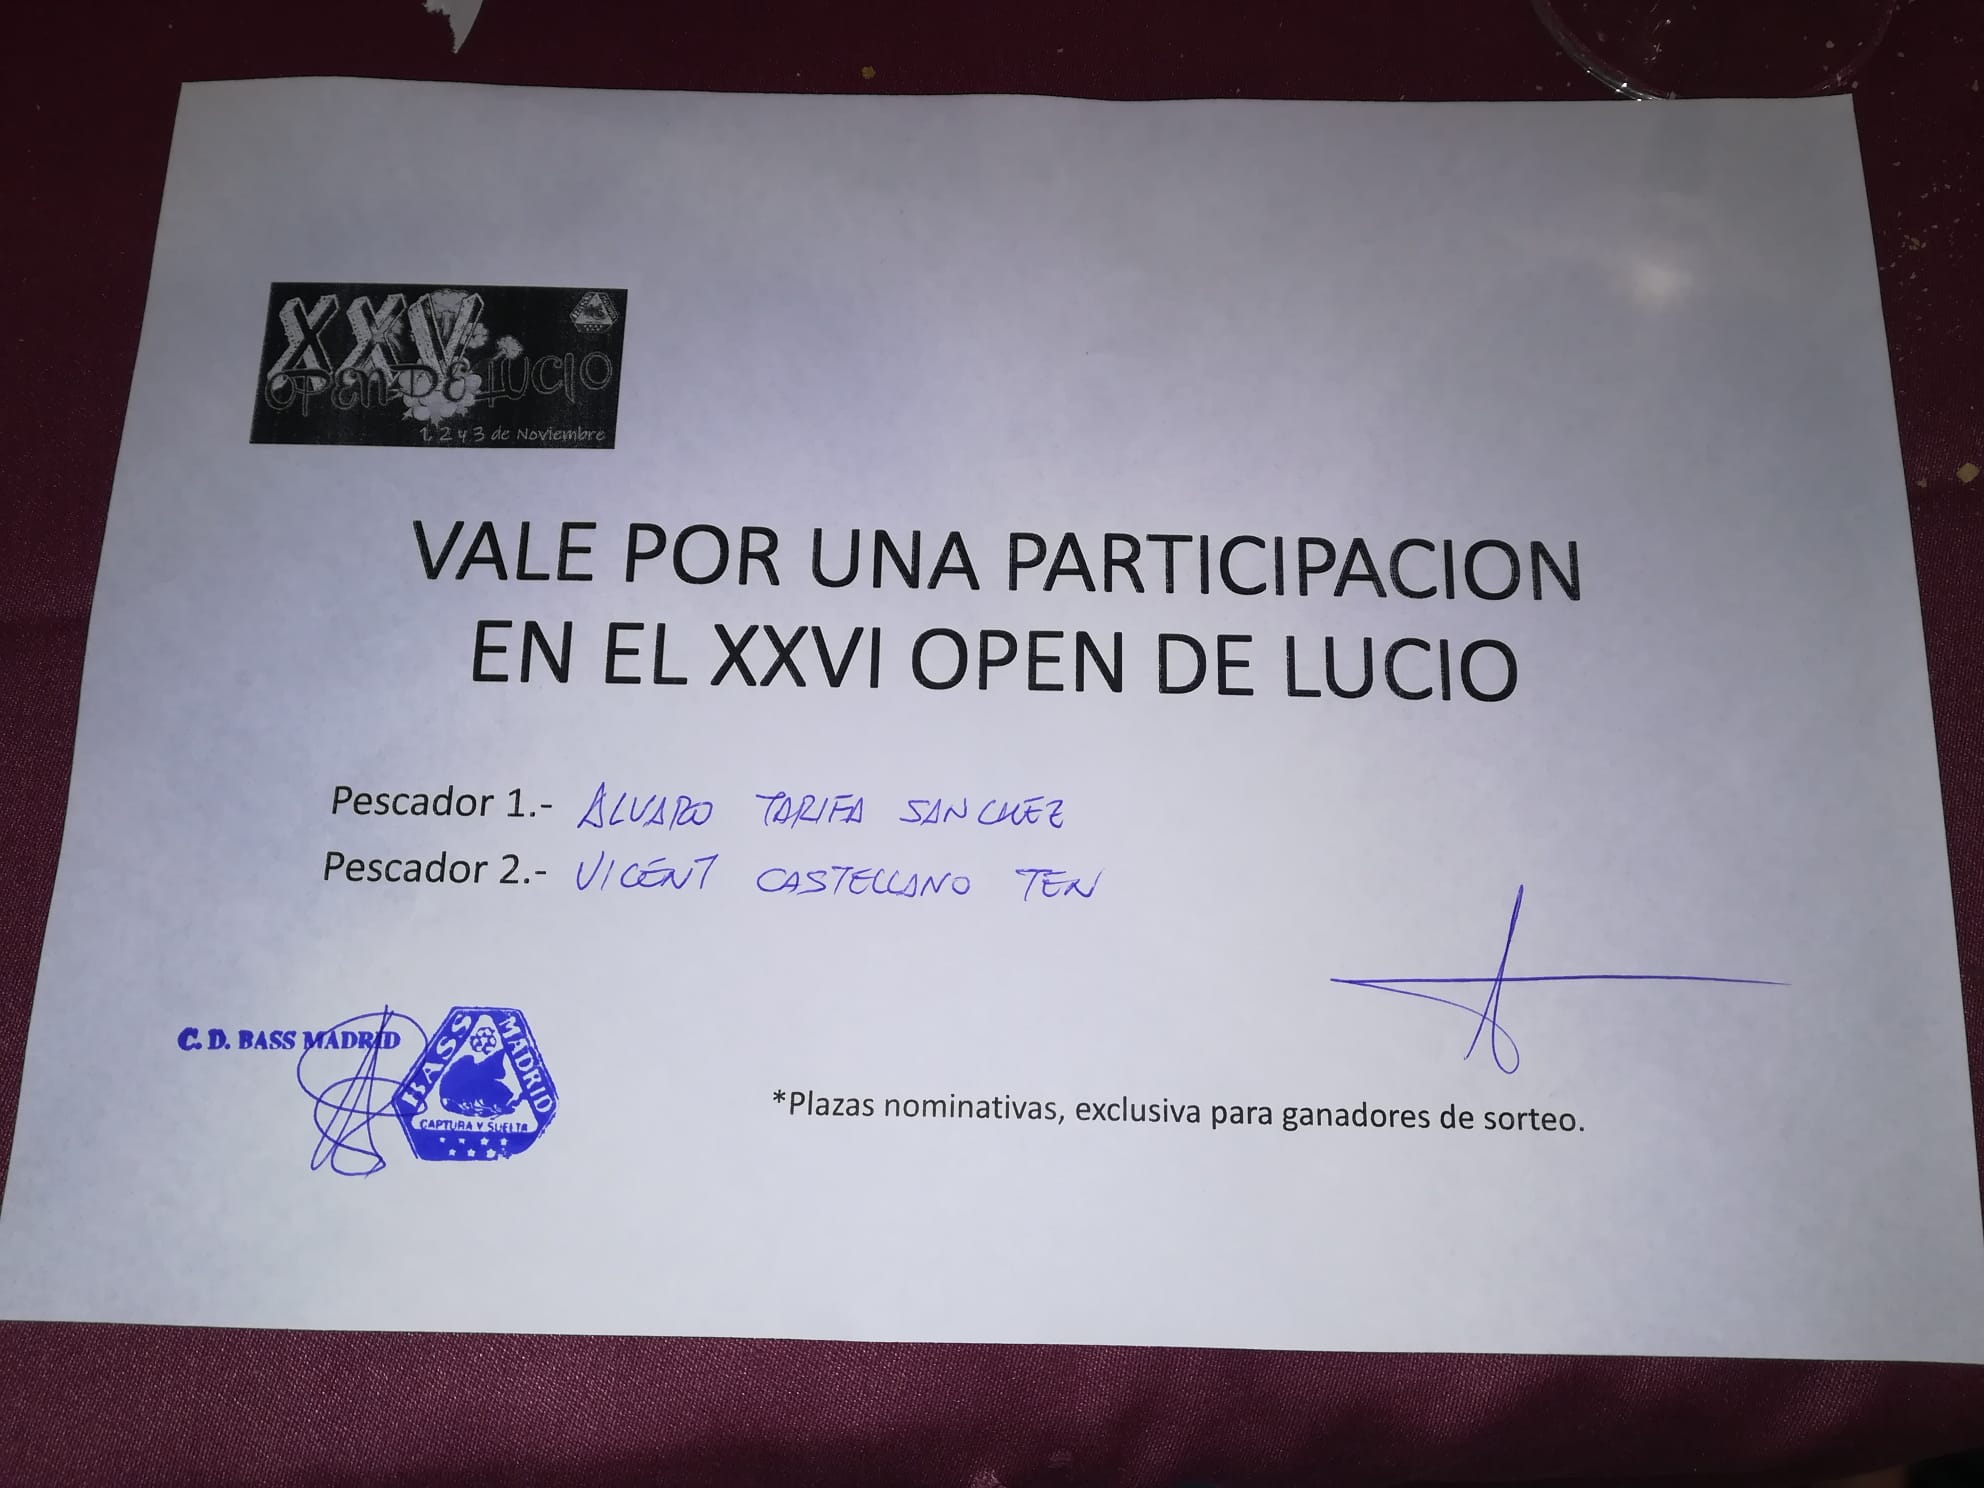 XXV
OPEN DE LUCIO
1, 2 y 3 de Noviembre
VALE POR UNA PARTICIPACION
EN EL XXVI OPEN DE LUCIO
Pescador 1.- ALVARO TARIFA SANCHEZ
Pescador 2.- VICENT CASTELLANO TEN
C. D. BASS MADRID
BASS MADRID
CAPTURA Y SUELTA
*Plazas nominativas, exclusiva para ganadores de sorteo.